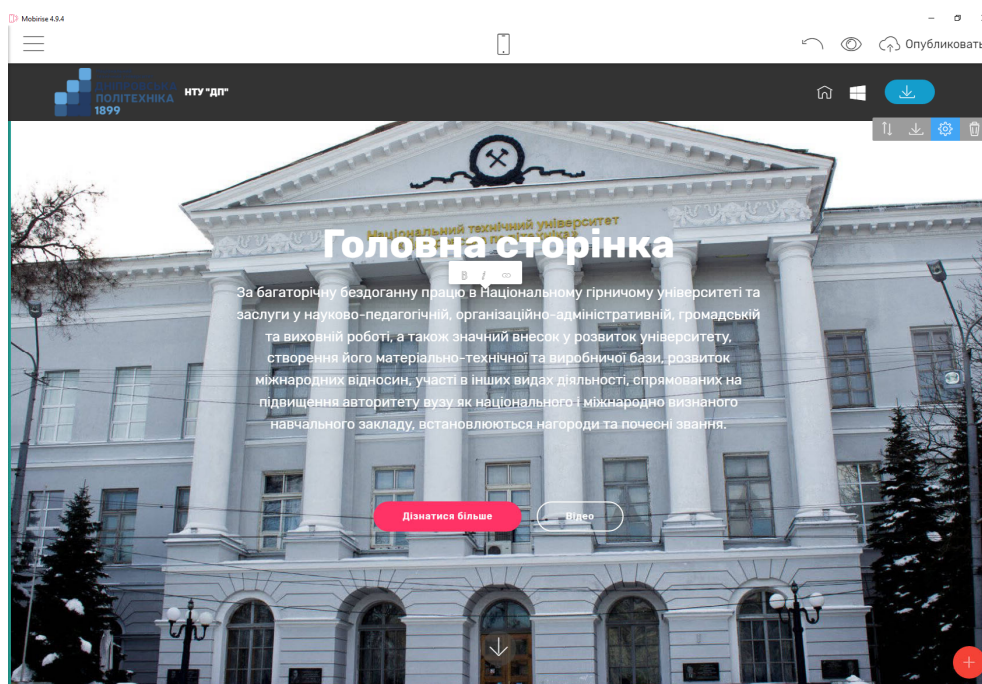 Mobirise 4.9.4
Опубликовать
ПОЛІТЕХНІКА
1899
НТУ "ДП"
Національний технічний університет
Головна сторінка
B i
За багаторічну бездоганну працю в Національному гірничому університеті та
заслуги у науково-педагогічній, організаційно-адміністративній, громадській
та виховній роботі, а також значний внесок у розвиток університету,
створення його матеріально-технічної та виробничої бази, розвиток
міжнародних відносин, участі в інших видах діяльності, спрямованих на
підвищення авторитету вузу як національного і міжнародно визнаного
навчального закладу, встановлюються нагороди та почесні звання.
Дізнатися більше
Відео